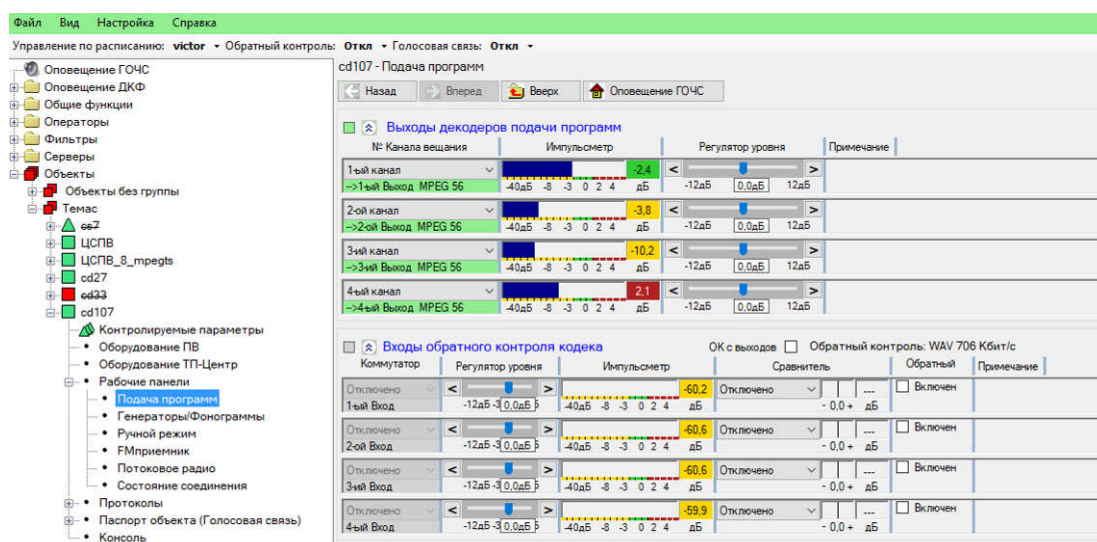 Файл Вид Настройка Справка
Управление по расписанию: victor Обратный контроль: Откл Голосовая связь: Откл
Оповещение ГОЧС
Оповещение ДКФ
Общие функции
Операторы
Фильтры
Серверы
Объекты
Объекты без группы
Темас
cs7
ЦСПВ
ЦСПВ_8_mpegts
cd27
cd33
cd107
Контролируемые параметры
Оборудование ПВ
Оборудование ТП-Центр
Рабочие панели
Подача программ
Генераторы/Фонограммы
Ручной режим
FMприемник
Потоковое радио
Состояние соединения
Протоколы
Паспорт объекта (Голосовая связь)
Консоль
cd107 - Подача программ
Назад Вперед Вверх Оповещение ГОЧС
Выходы декодеров подачи программ
№ Канала вещания Импульсметр Регулятор уровня Примечание
1-ый канал -2,4 < >
-->1-ый Выход MPEG 56 -40дБ -8 -3 0 2 4 дБ -12дБ 0,0дБ 12дБ
2-ой канал -3,8 < >
-->2-ой Выход MPEG 56 -40дБ -8 -3 0 2 4 дБ -12дБ 0,0дБ 12дБ
3-ий канал -10,2 < >
-->3-ий Выход MPEG 56 -40дБ -8 -3 0 2 4 дБ -12дБ 0,0дБ 12дБ
4-ый канал 2,1 < >
-->4-ый Выход MPEG 56 -40дБ -8 -3 0 2 4 дБ -12дБ 0,0дБ 12дБ
Входы обратного контроля кодека ОК с выходов Обратный контроль: WAV 706 Кбит/с
Коммутатор Регулятор уровня Импульсметр Сравнитель Обратный Примечание
Отключено < > -60,2 Отключено --- Включен
1-ый Вход -12дБ -3 0,0дБ -40дБ -8 -3 0 2 4 дБ - 0,0 + дБ
Отключено < > -60,6 Отключено --- Включен
2-ой Вход -12дБ -3 0,0дБ -40дБ -8 -3 0 2 4 дБ - 0,0 + дБ
Отключено < > -60,6 Отключено --- Включен
3-ий Вход -12дБ -3 0,0дБ -40дБ -8 -3 0 2 4 дБ - 0,0 + дБ
Отключено < > -59,9 Отключено --- Включен
4-ый Вход -12дБ -3 0,0дБ -40дБ -8 -3 0 2 4 дБ - 0,0 + дБ